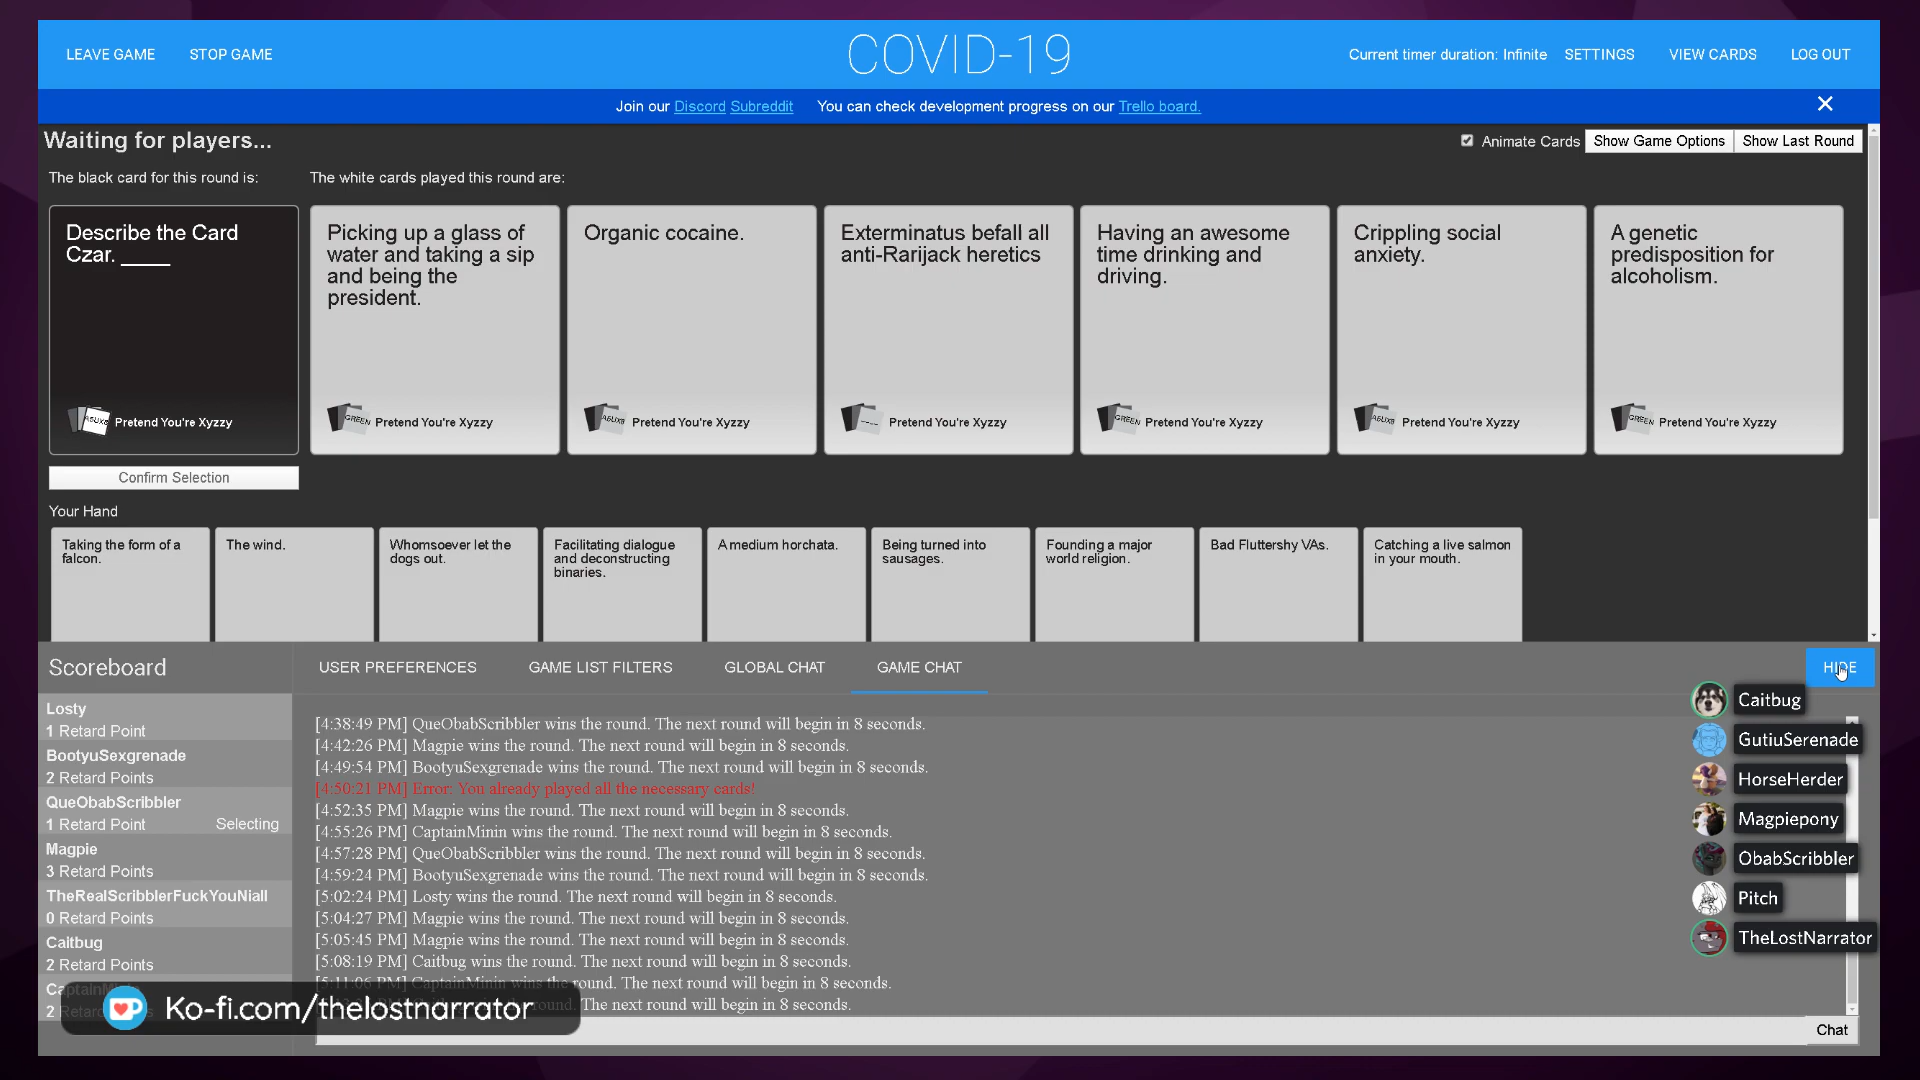 LEAVE GAME
STOP GAME
COVID-19
Current timer duration: Infinite
SETTINGS
VIEW CARDS
LOG OUT
Join our Discord Subreddit You can check development progress on our Trello board.
Waiting for players...
Animate Cards
Show Game Options
Show Last Round
The black card for this round is:
The white cards played this round are:
Describe the Card
Czar. _____
Pretend You're Xyzzy
Picking up a glass of
water and taking a sip
and being the
president.
GREEN
Pretend You're Xyzzy
Organic cocaine.
Pretend You're Xyzzy
Exterminatus befall all
anti-Rarijack heretics
Pretend You're Xyzzy
Having an awesome
time drinking and
driving.
GREEN
Pretend You're Xyzzy
Crippling social
anxiety.
Pretend You're Xyzzy
A genetic
predisposition for
alcoholism.
GREEN
Pretend You're Xyzzy
Confirm Selection
Your Hand
Taking the form of a
falcon.
The wind.
Whomsoever let the
dogs out.
Facilitating dialogue
and deconstructing
binaries.
A medium horchata.
Being turned into
sausages.
Founding a major
world religion.
Bad Fluttershy VAs.
Catching a live salmon
in your mouth.
Scoreboard
USER PREFERENCES
GAME LIST FILTERS
GLOBAL CHAT
GAME CHAT
HIDE
Losty
1 Retard Point
BootyuSexgrenade
2 Retard Points
QueObabScribbler
1 Retard Point Selecting
Magpie
3 Retard Points
TheRealScribblerFuckYouNiall
0 Retard Points
Caitbug
2 Retard Points
[4:38:49 PM] QueObabScribbler wins the round. The next round will begin in 8 seconds.
[4:42:26 PM] Magpie wins the round. The next round will begin in 8 seconds.
[4:49:54 PM] BootyuSexgrenade wins the round. The next round will begin in 8 seconds.
[4:50:21 PM] Error: You already played all the necessary cards!
[4:52:35 PM] Magpie wins the round. The next round will begin in 8 seconds.
[4:55:26 PM] CaptainMinin wins the round. The next round will begin in 8 seconds.
[4:57:28 PM] QueObabScribbler wins the round. The next round will begin in 8 seconds.
[4:59:24 PM] BootyuSexgrenade wins the round. The next round will begin in 8 seconds.
[5:02:24 PM] Losty wins the round. The next round will begin in 8 seconds.
[5:04:27 PM] Magpie wins the round. The next round will begin in 8 seconds.
[5:05:45 PM] Magpie wins the round. The next round will begin in 8 seconds.
[5:08:19 PM] Caitbug wins the round. The next round will begin in 8 seconds.
[5:11:06 PM] CaptainMinin wins the round. The next round will begin in 8 seconds.
round. The next round will begin in 8 seconds.
Ko-fi.com/thelostnarrator
Chat
Caitbug
GutiuSerenade
HorseHerder
Magpiepony
ObabScribbler
Pitch
TheLostNarrator